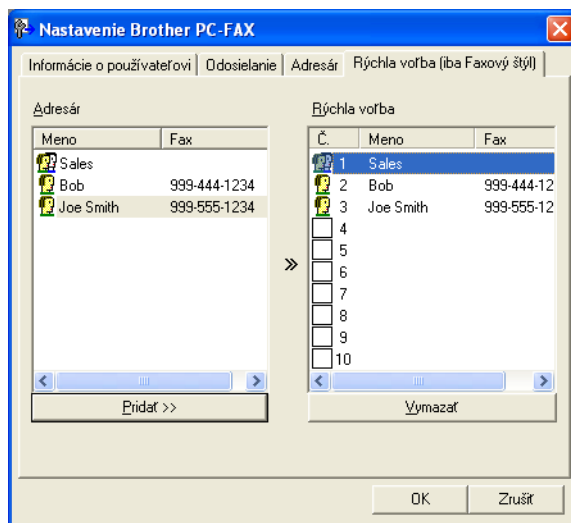 Nastavenie Brother PC-FAX
Informácie o používateľovi Odosielanie Adresár Rýchla voľba (iba Faxový štýl)
Adresár
Meno Fax
Sales
Bob 999-444-1234
Joe Smith 999-555-1234
Pridať >>
»
Rýchla voľba
Č. Meno Fax
1 Sales
2 Bob 999-444-12
3 Joe Smith 999-555-12
4
5
6
7
8
9
10
Vymazať
OK Zrušiť